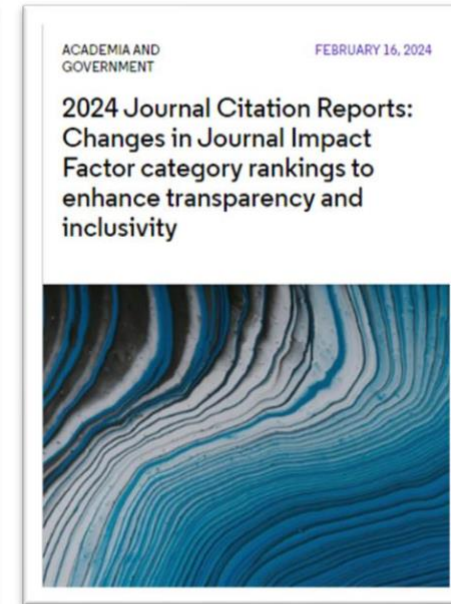 ACADEMIA AND
GOVERNMENT
FEBRUARY 16, 2024
2024 Journal Citation Reports:
Changes in Journal Impact
Factor category rankings to
enhance transparency and
inclusivity